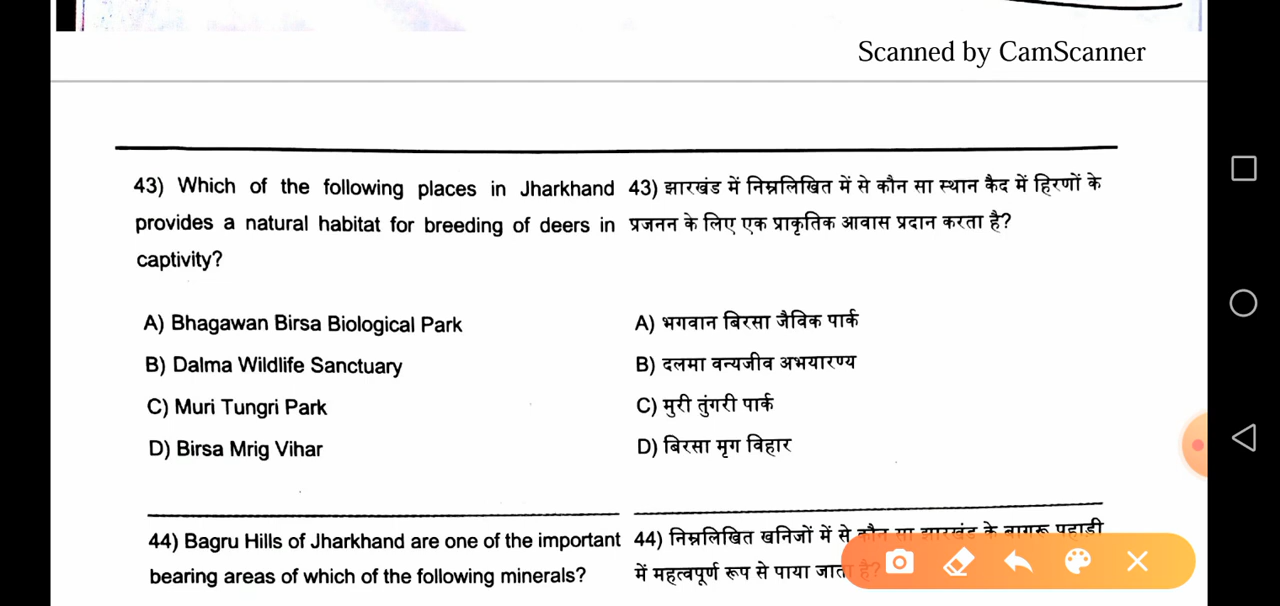 Scanned by CamScanner
43) Which of the following places in Jharkhand
provides a natural habitat for breeding of deers in
captivity?
A) Bhagawan Birsa Biological Park
B) Dalma Wildlife Sanctuary
C) Muri Tungri Park
D) Birsa Mrig Vihar
43) झारखंड में निम्नलिखित में से कौन सा स्थान कैद में हिरणों के
प्रजनन के लिए एक प्राकृतिक आवास प्रदान करता है?
A) भगवान बिरसा जैविक पार्क
B) दलमा वन्यजीव अभयारण्य
C) मुरी तुंगरी पार्क
D) बिरसा मृग विहार
44) Bagru Hills of Jharkhand are one of the important
bearing areas of which of the following minerals?
44) निम्नलिखित खनिजों में से कौन सा झारखंड के बागरू पहाड़ी
में महत्वपूर्ण रूप से पाया जाता है?